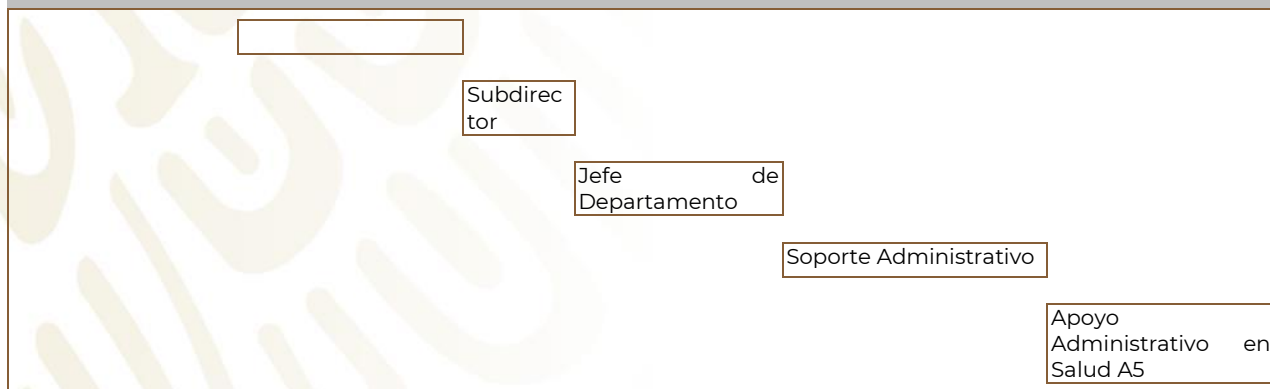 Subdirec
tor
Jefe de
Departamento
Soporte Administrativo
Apoyo
Administrativo en
Salud A5